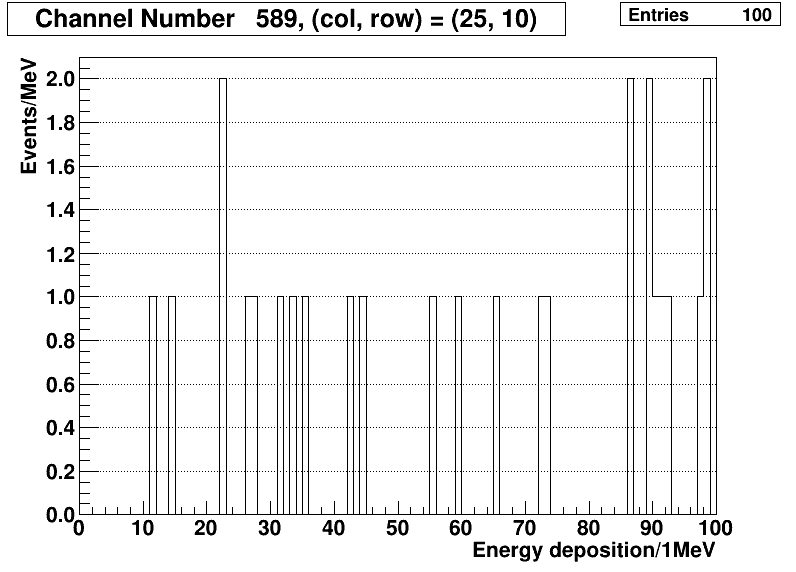 Channel Number 589, (col, row) = (25, 10)
Entries 100
Events/MeV
2.0
1.8
1.6
1.4
1.2
1.0
0.8
0.6
0.4
0.2
0.0
0 10 20 30 40 50 60 70 80 90 100
Energy deposition/1MeV